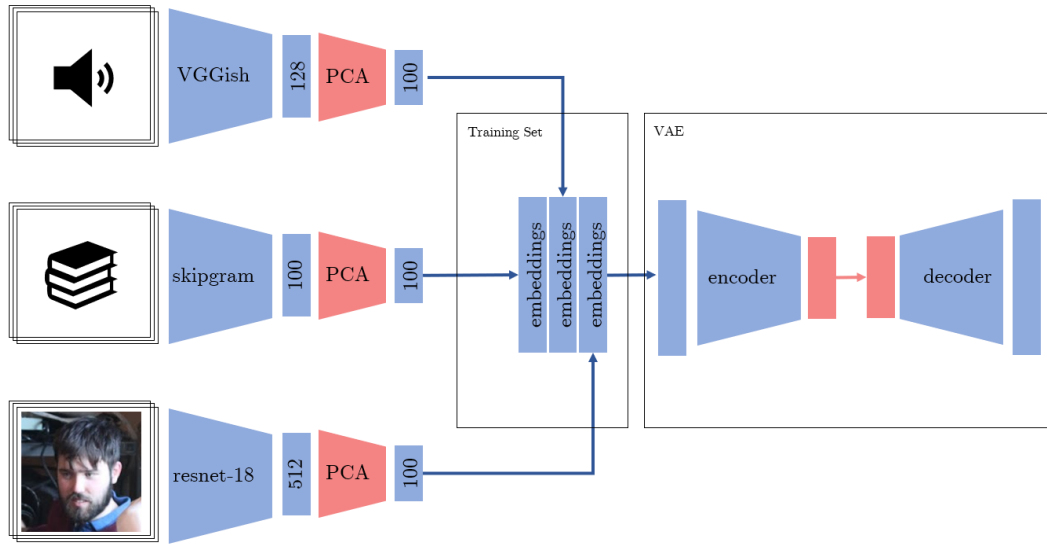 VGGish
128
PCA
100
Training Set
VAE
skipgram
100
PCA
100
embeddings
embeddings
embeddings
encoder
decoder
resnet-18
512
PCA
100